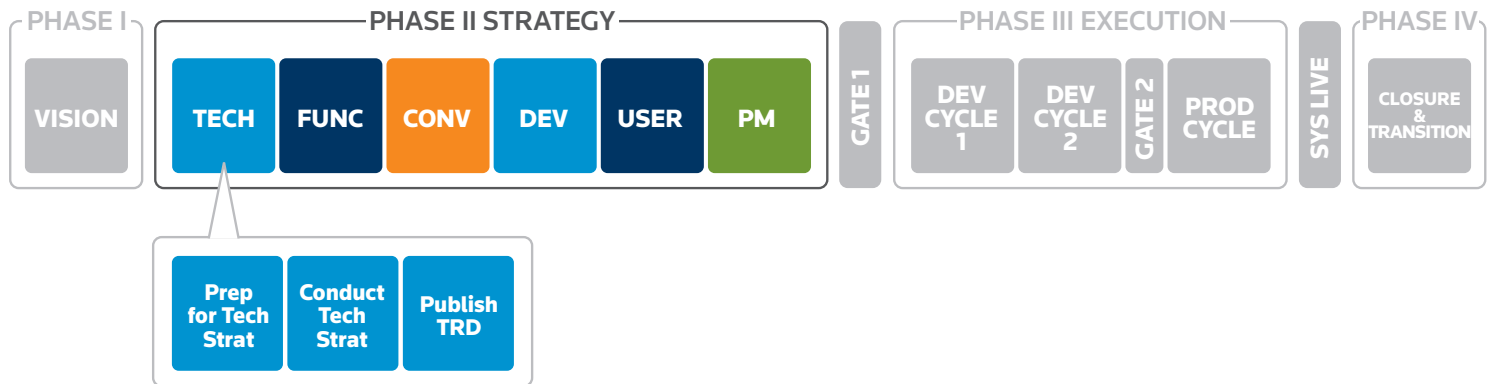 PHASE I
VISION
PHASE II STRATEGY
TECH
FUNC
CONV
DEV
USER
PM
GATE 1
PHASE III EXECUTION
DEV
CYCLE
1
DEV
CYCLE
2
GATE 2
PROD
CYCLE
SYS LIVE
PHASE IV
CLOSURE
&
TRANSITION
Prep
for Tech
Strat
Conduct
Tech
Strat
Publish
TRD